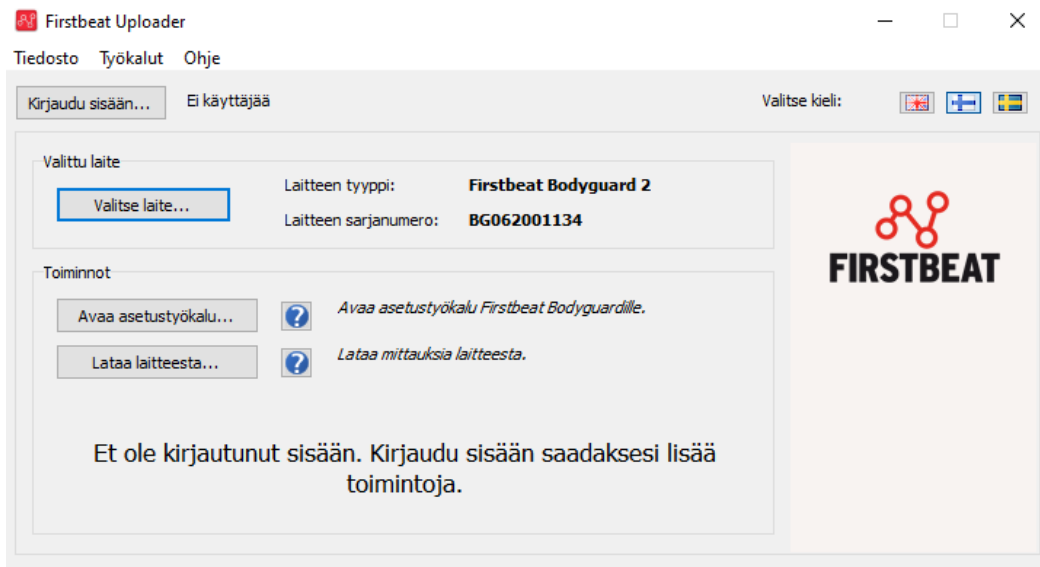 Firstbeat Uploader
Tiedosto Työkalut Ohje
Kirjaudu sisään... Ei käyttäjää Valitse kieli:
Valittu laite
Valitse laite...
Laitteen tyyppi: Firstbeat Bodyguard 2
Laitteen sarjanumero: BG062001134
FIRSTBEAT
Toiminnot
Avaa asetustyökalu... ? Avaa asetustyökalu Firstbeat Bodyguardille.
Lataa laitteesta... ? Lataa mittauksia laitteesta.
Et ole kirjautunut sisään. Kirjaudu sisään saadaksesi lisää
toimintoja.